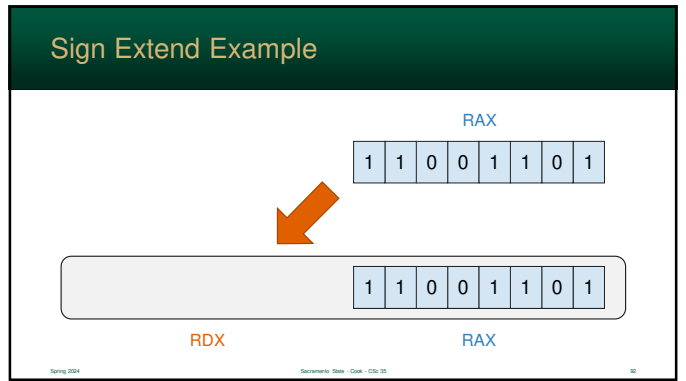 Sign Extend Example
RAX
1 1 0 0 1 1 0 1
1 1 0 0 1 1 0 1
RDX RAX
Spring 2024 Sacramento State - Cook - CSc 35 92